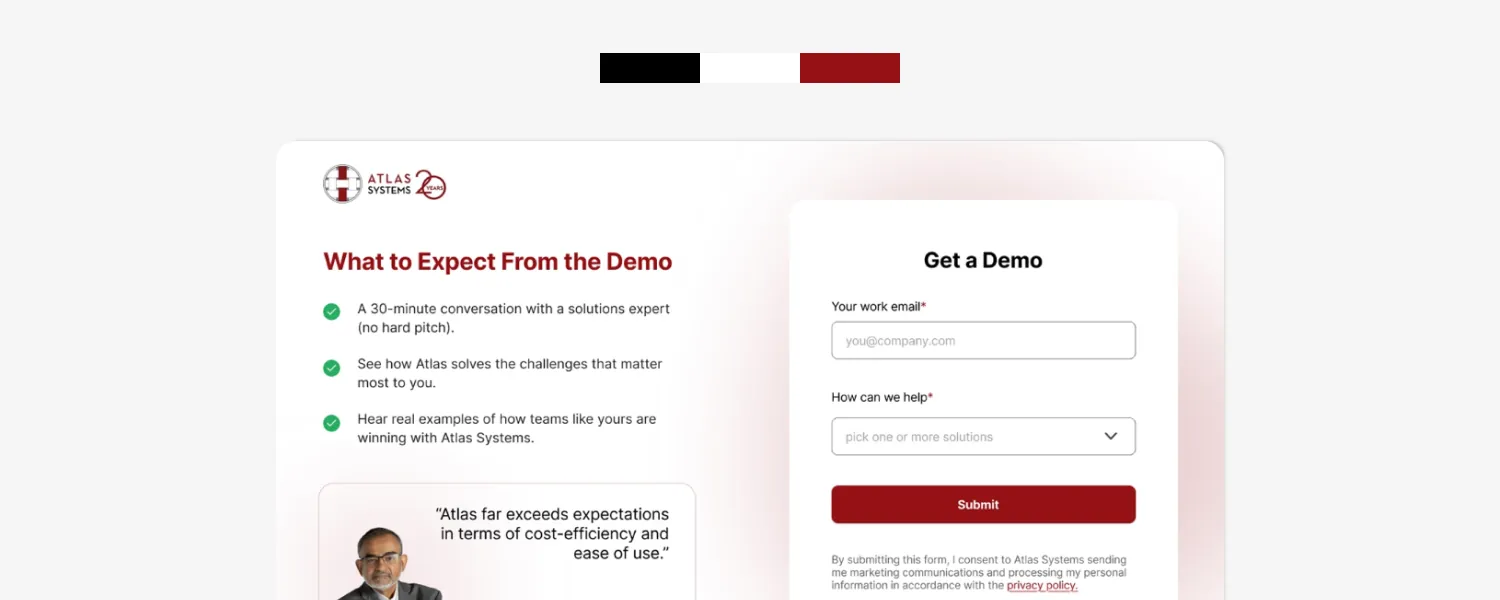 ATLAS
SYSTEMS
20
YEARS
What to Expect From the Demo
A 30-minute conversation with a solutions expert
(no hard pitch).
See how Atlas solves the challenges that matter
most to you.
Hear real examples of how teams like yours are
winning with Atlas Systems.
“Atlas far exceeds expectations
in terms of cost-efficiency and
ease of use.”
Get a Demo
Your work email*
you@company.com
How can we help*
pick one or more solutions
Submit
By submitting this form, I consent to Atlas Systems sending
me marketing communications and processing my personal
information in accordance with the privacy policy.